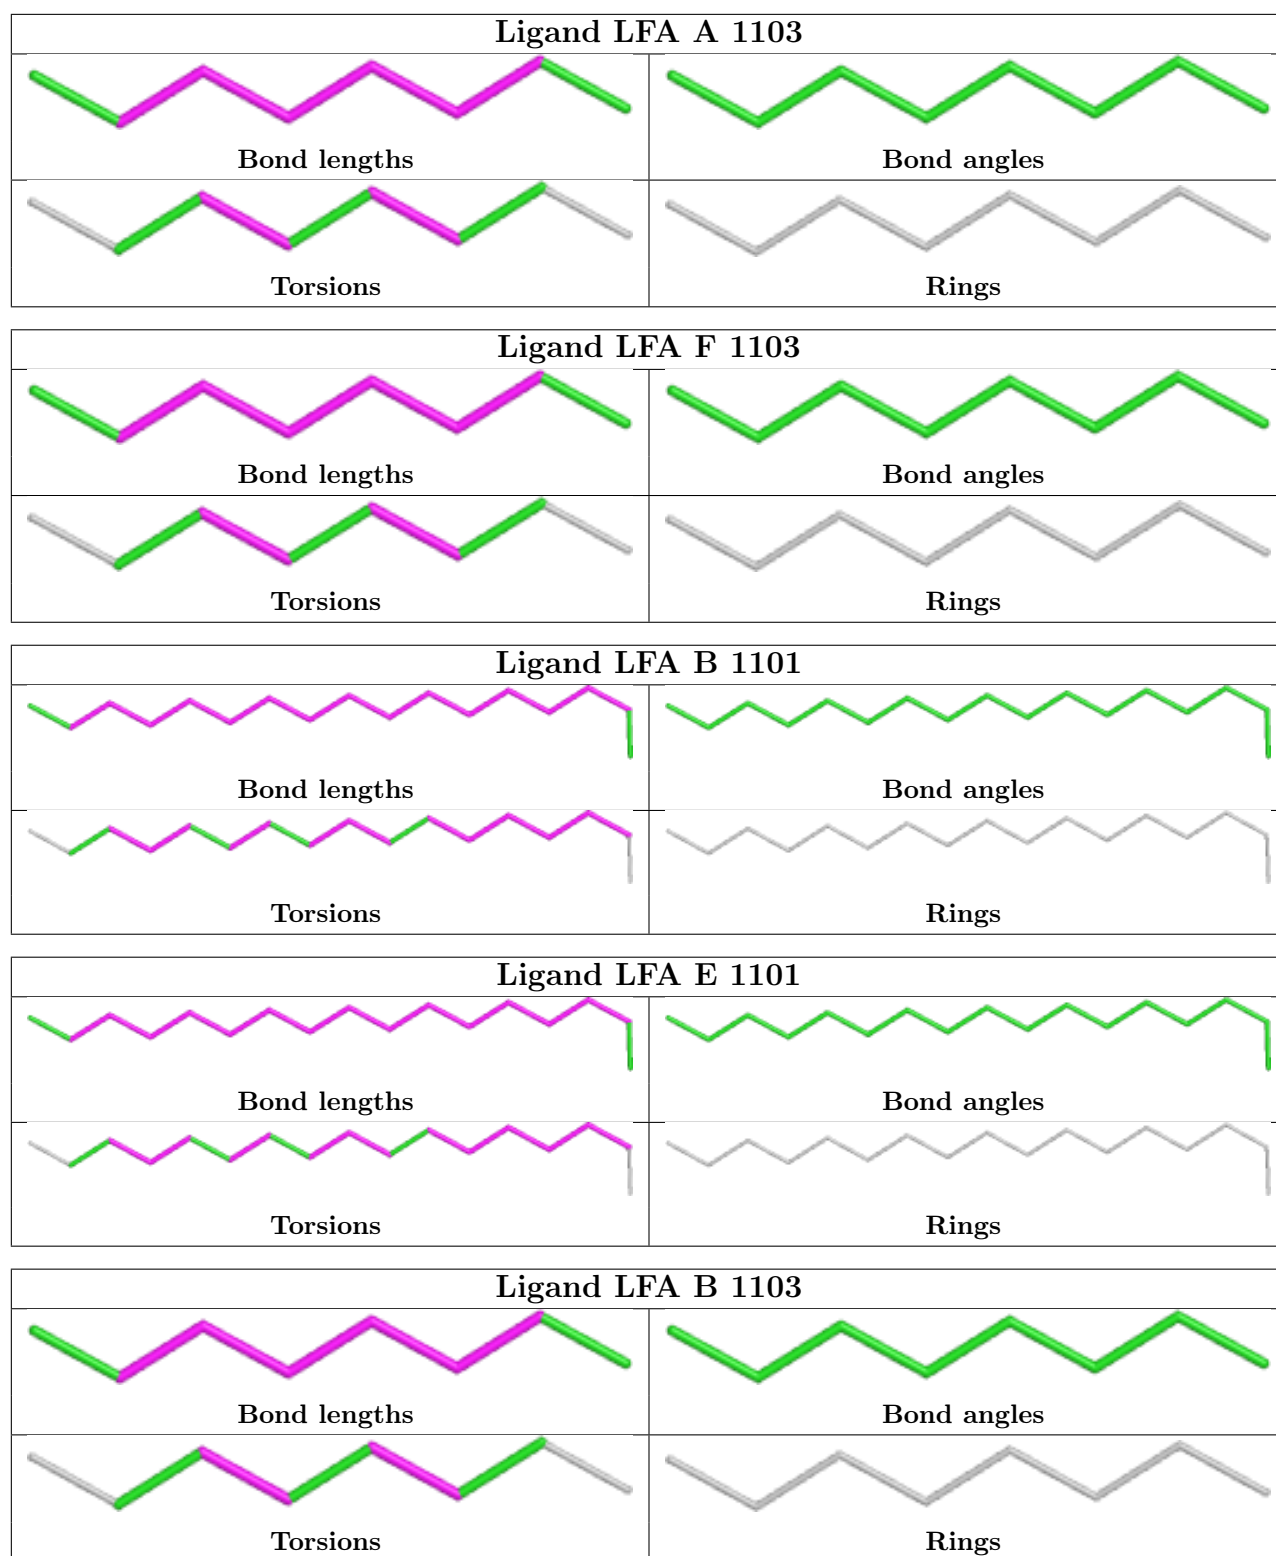 Ligand LFA A 1103
Bond lengths Bond angles
Torsions Rings
Ligand LFA F 1103
Bond lengths Bond angles
Torsions Rings
Ligand LFA B 1101
Bond lengths Bond angles
Torsions Rings
Ligand LFA E 1101
Bond lengths Bond angles
Torsions Rings
Ligand LFA B 1103
Bond lengths Bond angles
Torsions Rings